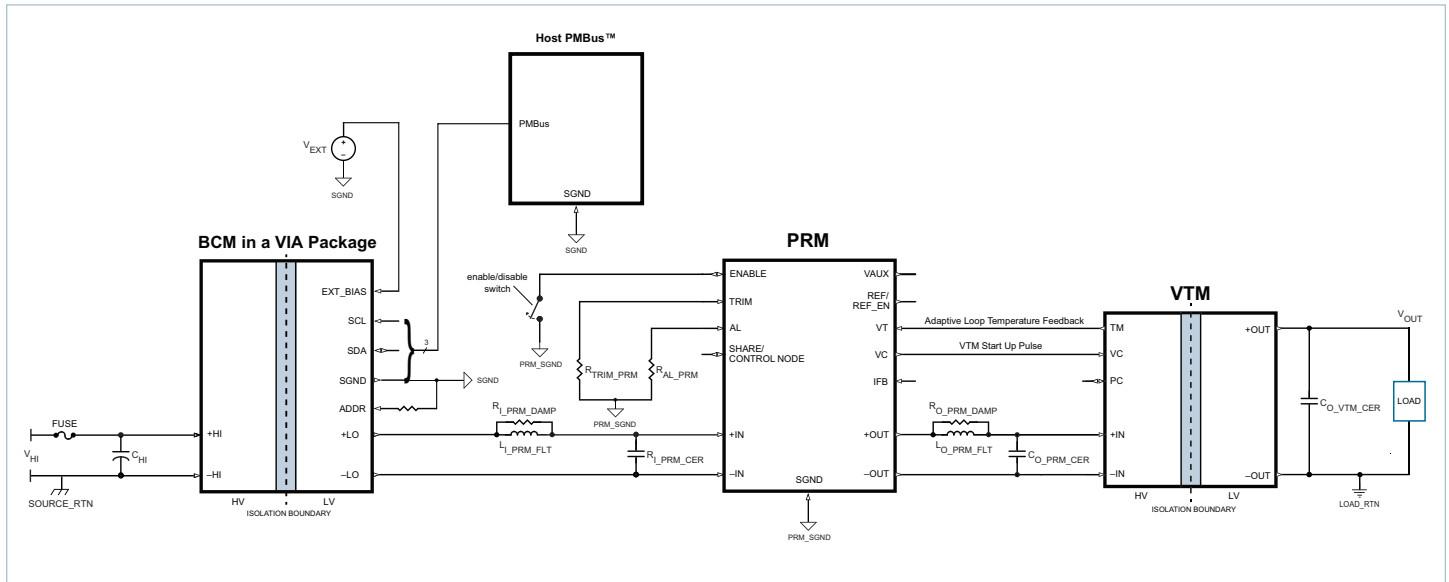 Host PMBus™
PMBus
SGND
SGND
V_EXT
+
–
SGND
BCM in a VIA Package
EXT_BIAS
SCL
SDA
SGND
ADDR
+HI
–HI
+LO
–LO
3
SGND
FUSE
V_HI
C_HI
SOURCE_RTN
HV
LV
ISOLATION BOUNDARY
R_I_PRM_DAMP
L_I_PRM_FLT
R_I_PRM_CER
enable/disable
switch
PRM_SGND
R_TRIM_PRM
R_AL_PRM
PRM_SGND
PRM
ENABLE
TRIM
AL
SHARE/
CONTROL NODE
+IN
–IN
VAUX
REF/
REF_EN
VT
VC
IFB
+OUT
–OUT
SGND
PRM_SGND
Adaptive Loop Temperature Feedback
VTM Start Up Pulse
R_O_PRM_DAMP
L_O_PRM_FLT
C_O_PRM_CER
VTM
TM
VC
PC
+IN
–IN
+OUT
–OUT
HV
LV
ISOLATION BOUNDARY
V_OUT
C_O_VTM_CER
LOAD
LOAD_RTN